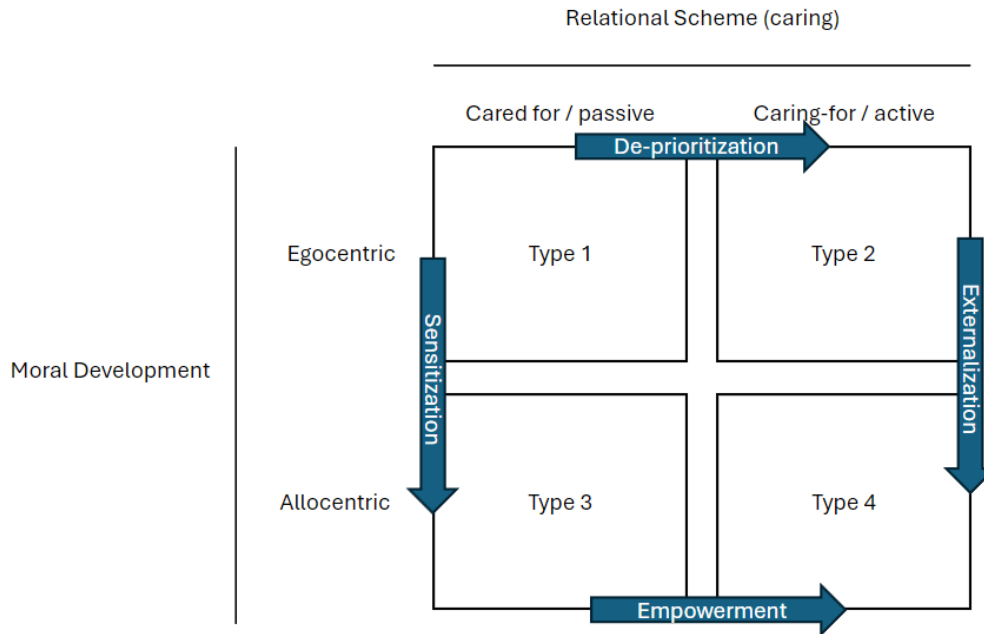 Relational Scheme (caring)
Cared for / passive
Caring-for / active
De-prioritization
Egocentric
Type 1
Type 2
Sensitization
Externalization
Moral Development
Allocentric
Type 3
Type 4
Empowerment